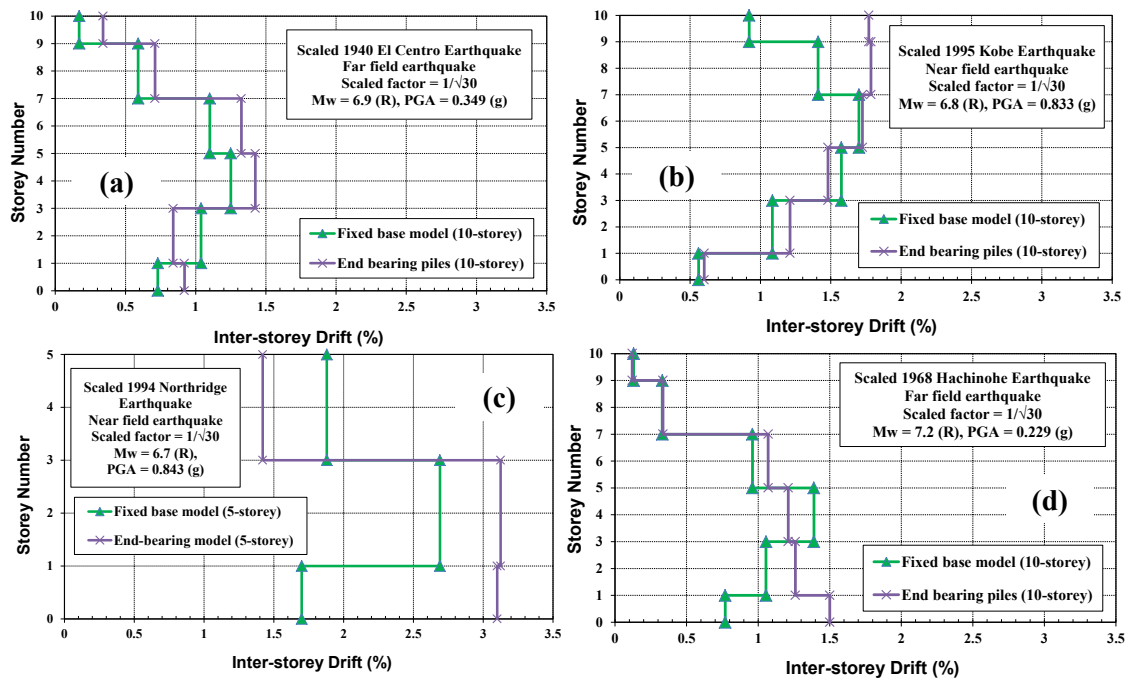 10
9
8
7
6
5
4
3
2
1
0
Storey Number
Scaled 1940 El Centro Earthquake
Far field earthquake
Scaled factor = 1/√30
Mw = 6.9 (R), PGA = 0.349 (g)
(a)
Fixed base model (10-storey)
End bearing piles (10-storey)
0 0.5 1 1.5 2 2.5 3 3.5
Inter-storey Drift (%)
10
9
8
7
6
5
4
3
2
1
0
Storey Number
Scaled 1995 Kobe Earthquake
Near field earthquake
Scaled factor = 1/√30
Mw = 6.8 (R), PGA = 0.833 (g)
(b)
Fixed base model (10-storey)
End bearing piles (10-storey)
0 0.5 1 1.5 2 2.5 3 3.5
Inter-storey Drift (%)
5
4
3
2
1
0
Storey Number
Scaled 1994 Northridge
Earthquake
Near field earthquake
Scaled factor = 1/√30
Mw = 6.7 (R),
PGA = 0.843 (g)
(c)
Fixed base model (5-storey)
End-bearing model (5-storey)
0 0.5 1 1.5 2 2.5 3 3.5
Inter-storey Drift (%)
10
9
8
7
6
5
4
3
2
1
0
Storey Number
Scaled 1968 Hachinohe Earthquake
Far field earthquake
Scaled factor = 1/√30
Mw = 7.2 (R), PGA = 0.229 (g)
(d)
Fixed base model (10-storey)
End bearing piles (10-storey)
0 0.5 1 1.5 2 2.5 3 3.5
Inter-storey Drift (%)